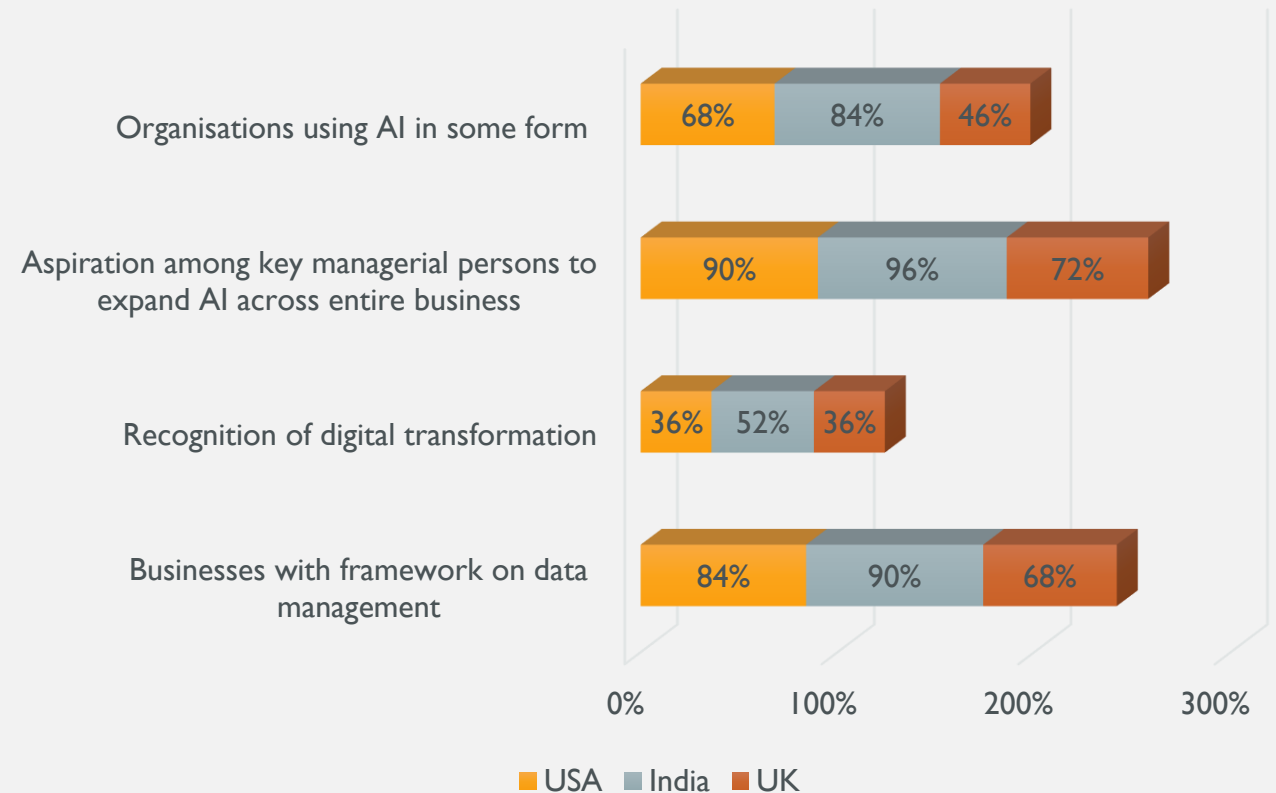 68% 84% 46%
Organisations using AI in some form
Aspiration among key managerial persons to
expand AI across entire business
90% 96% 72%
36% 52% 36%
Recognition of digital transformation
Businesses with framework on data
management
84% 90% 68%
0% 100% 200% 300%
USA India UK